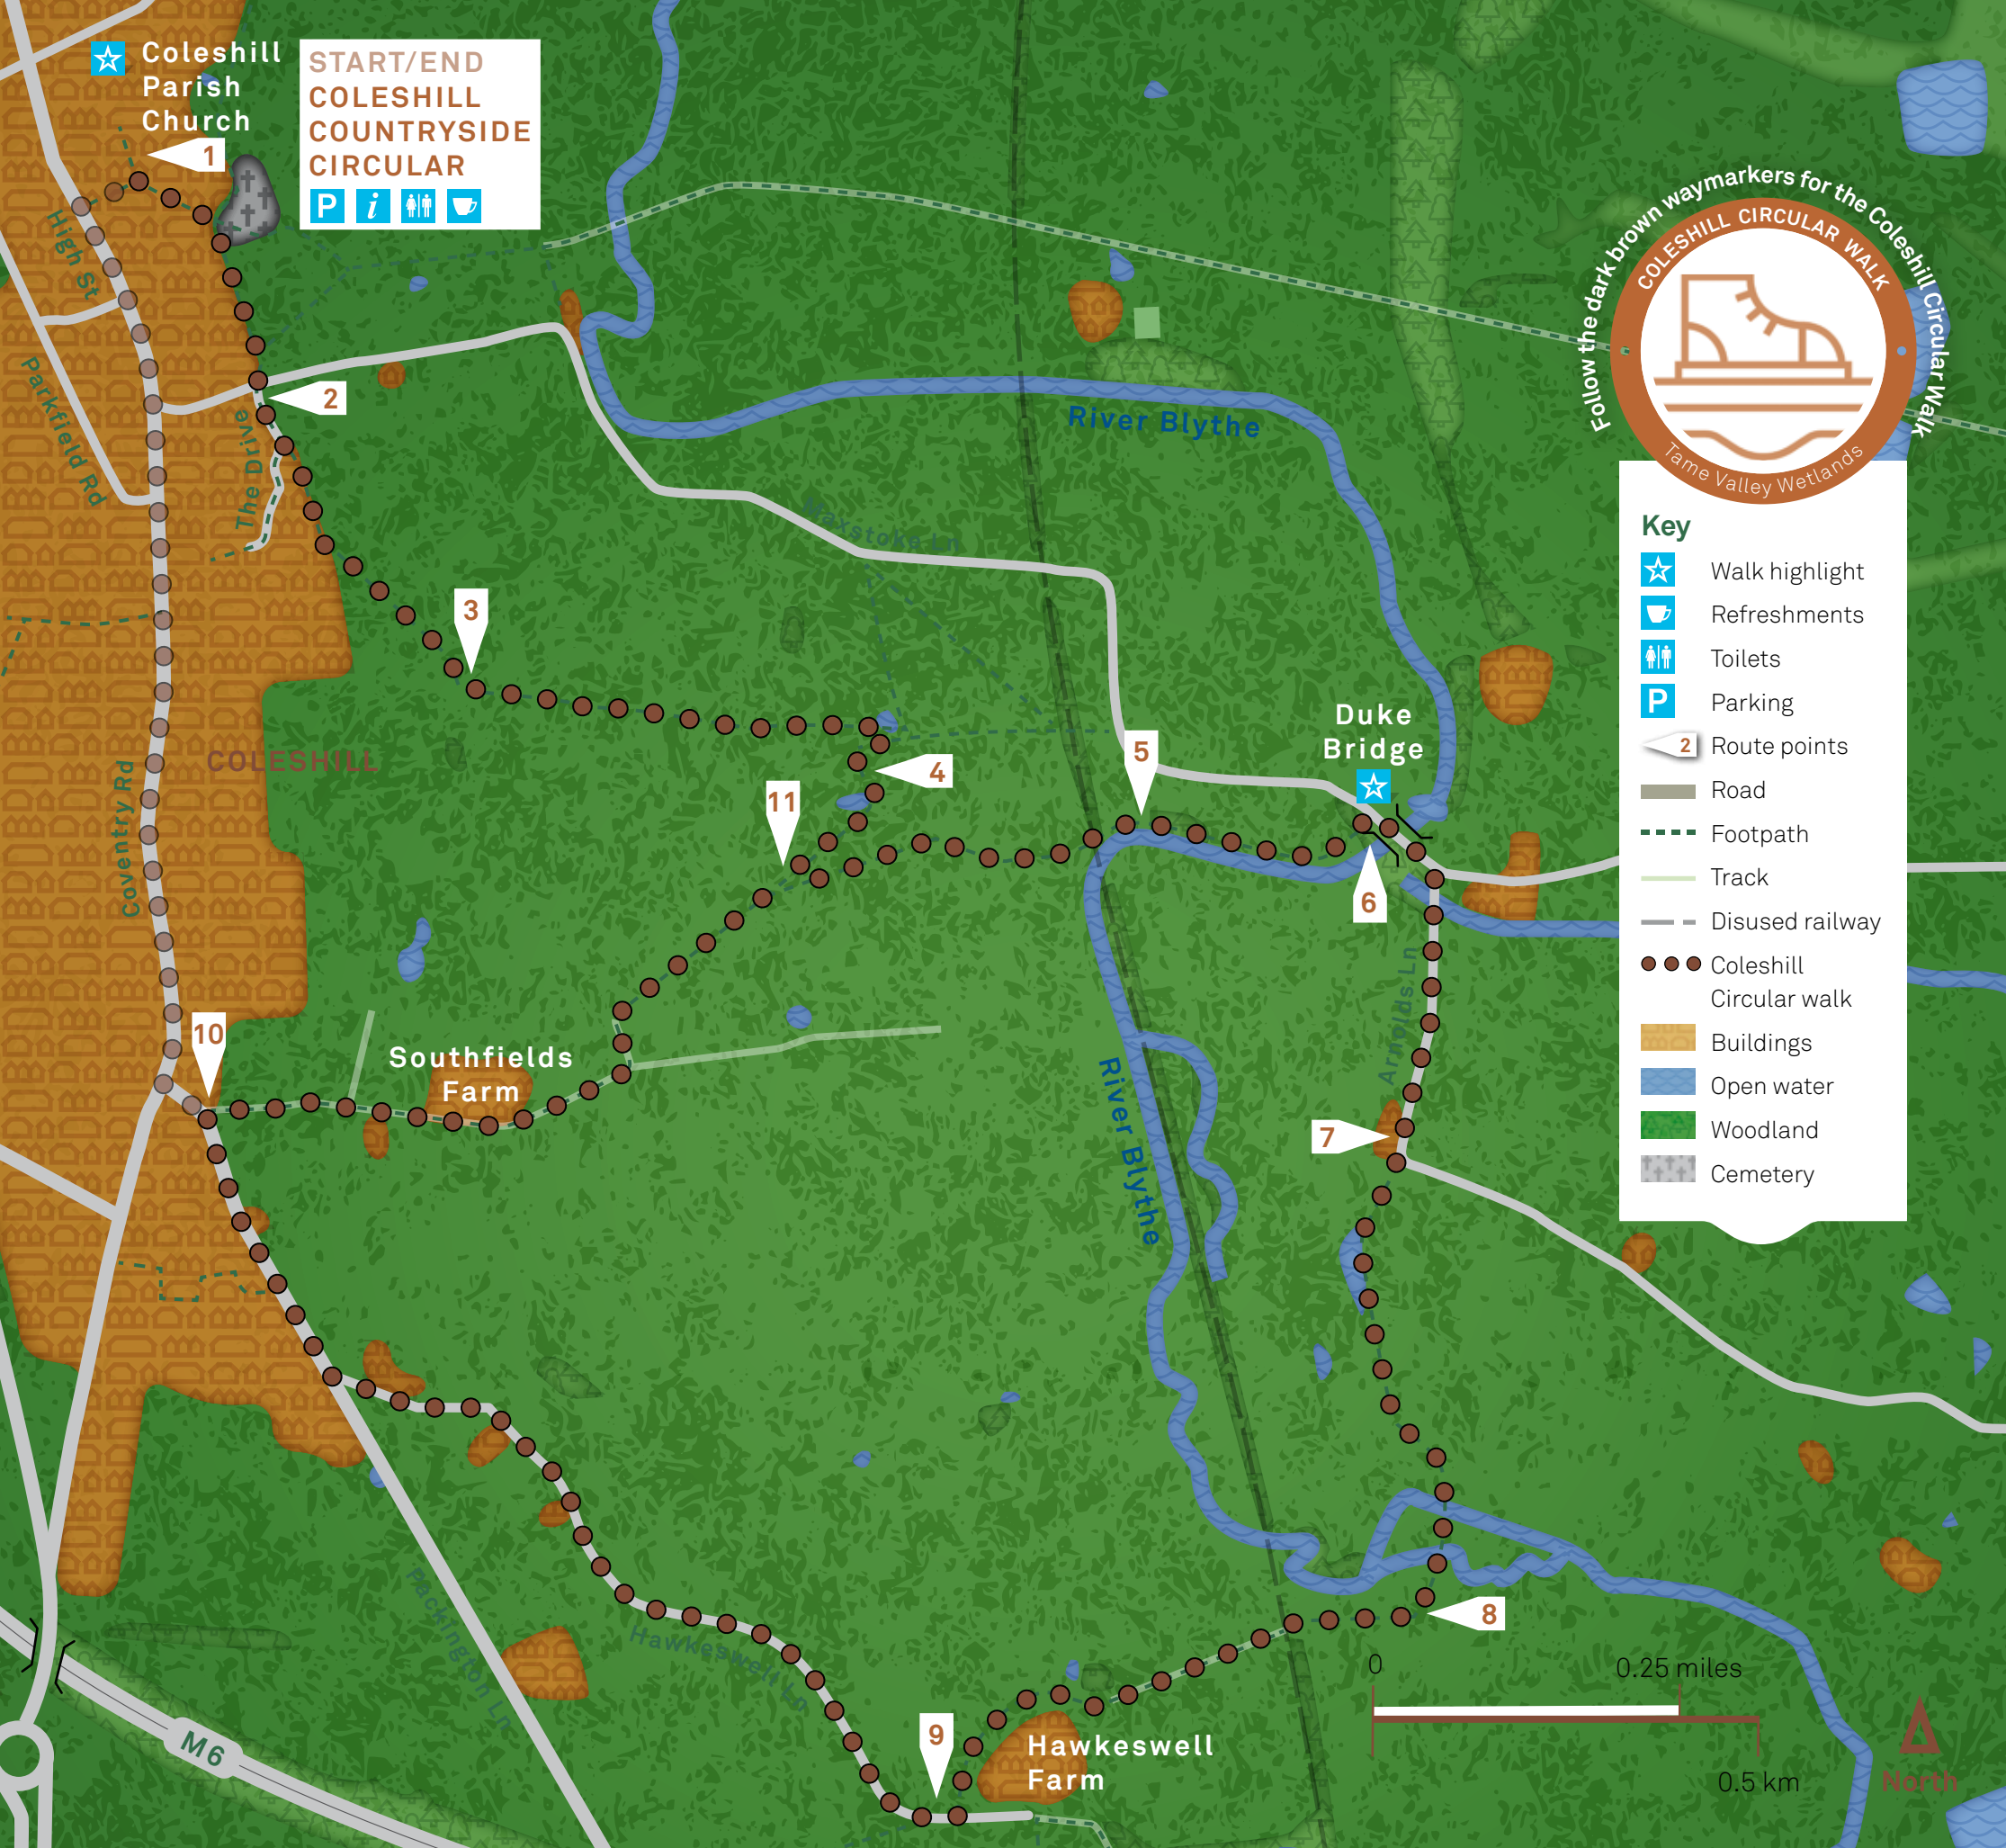 Coleshill
Parish
Church
START/END
COLESHILL
COUNTRYSIDE
CIRCULAR
P i
1
High St
Parkfield Rd
The Drive
2
3
Maxstoke Ln
River Blythe
COLESHILL
Coventry Rd
4
5
11
Duke
Bridge
6
Arnolds Ln
10
Southfields
Farm
River Blythe
7
8
Packington Ln
Hawkeswell Ln
9
Hawkeswell
Farm
M6
Follow the dark brown waymarkers for the Coleshill Circular Walk
COLESHILL CIRCULAR WALK
Tame Valley Wetlands
Key
Walk highlight
Refreshments
Toilets
P Parking
2 Route points
Road
Footpath
Track
Disused railway
Coleshill
Circular walk
Buildings
Open water
Woodland
Cemetery
0 0.25 miles
0.5 km
North